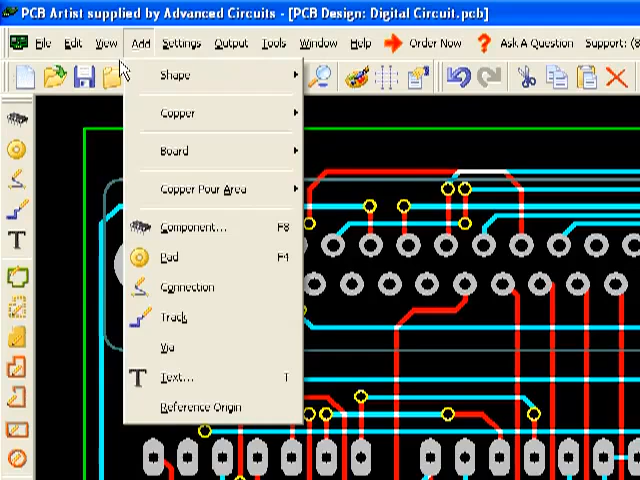 PCB Artist supplied by Advanced Circuits - [PCB Design: Digital Circuit.pcb]
File Edit View Add Settings Output Tools Window Help Order Now ? Ask A Question Support: (8
Shape
Copper
Board
Copper Pour Area
Component... F8
Pad F4
Connection
Track
Via
T Text... T
Reference Origin
T